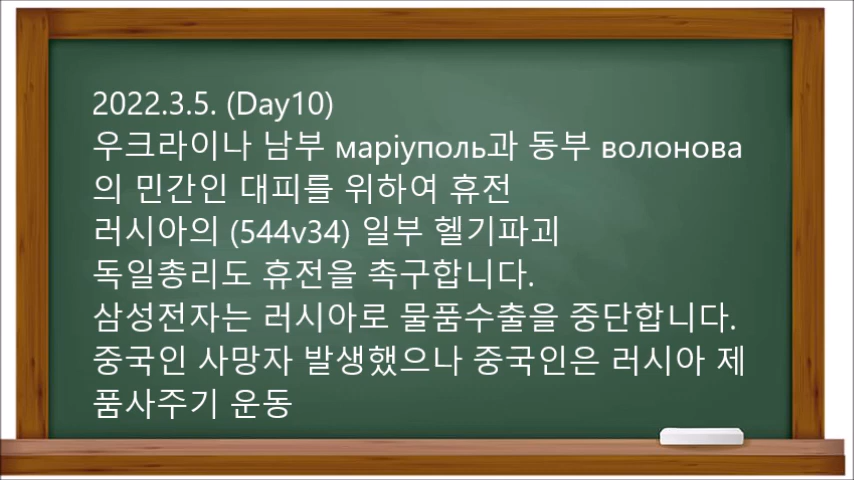 2022.3.5. (Day10)
우크라이나 남부 маріуполь과 동부 волонова
의 민간인 대피를 위하여 휴전
러시아의 (544v34) 일부 헬기파괴
독일총리도 휴전을 촉구합니다.
삼성전자는 러시아로 물품수출을 중단합니다.
중국인 사망자 발생했으나 중국인은 러시아 제
품사주기 운동